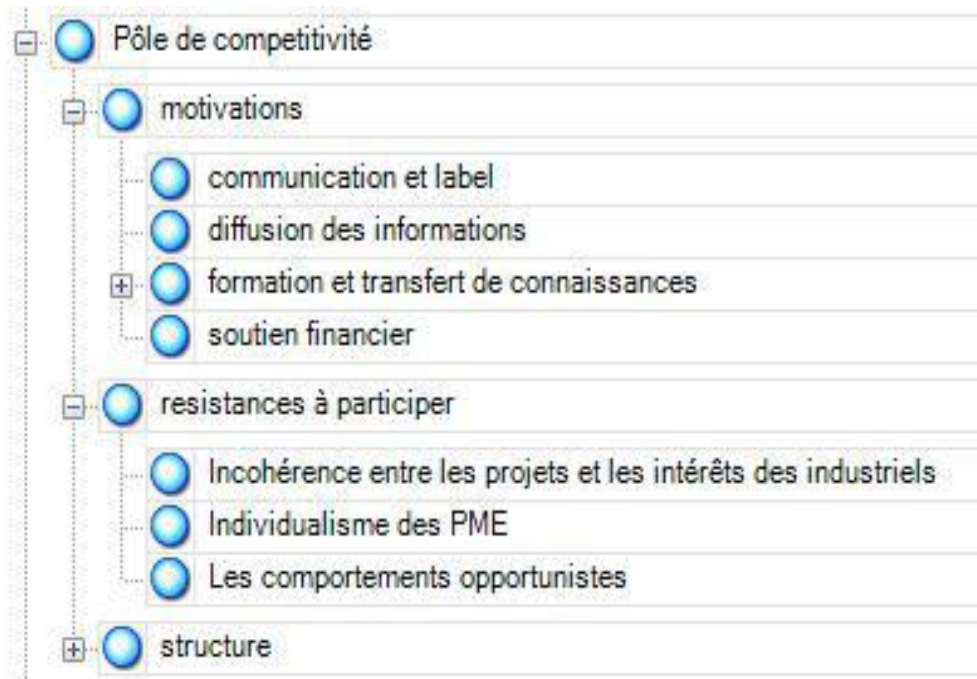 Pôle de competitivité
motivations
communication et label
diffusion des informations
formation et transfert de connaissances
soutien financier
resistances à participer
Incohérence entre les projets et les intérêts des industriels
Individualisme des PME
Les comportements opportunistes
structure